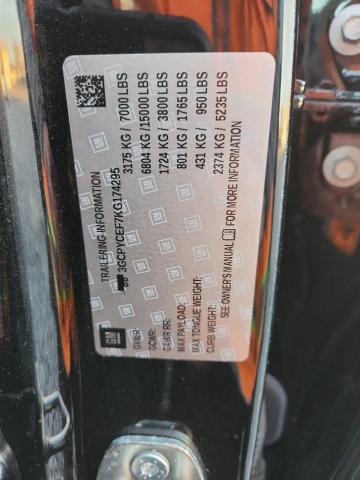 TRAILERING INFORMATION
3GCPYCEF7KG174295
GVWR: 3175 KG / 7000 LBS
GCWR: 6804 KG /15000 LBS
GAWR RR: 1724 KG / 3800 LBS
MAX PAYLOAD: 801 KG / 1765 LBS
MAX TONGUE WEIGHT: 431 KG / 950 LBS
CURB WEIGHT: 2374 KG / 5235 LBS
SEE OWNER'S MANUAL FOR MORE INFORMATION
GM